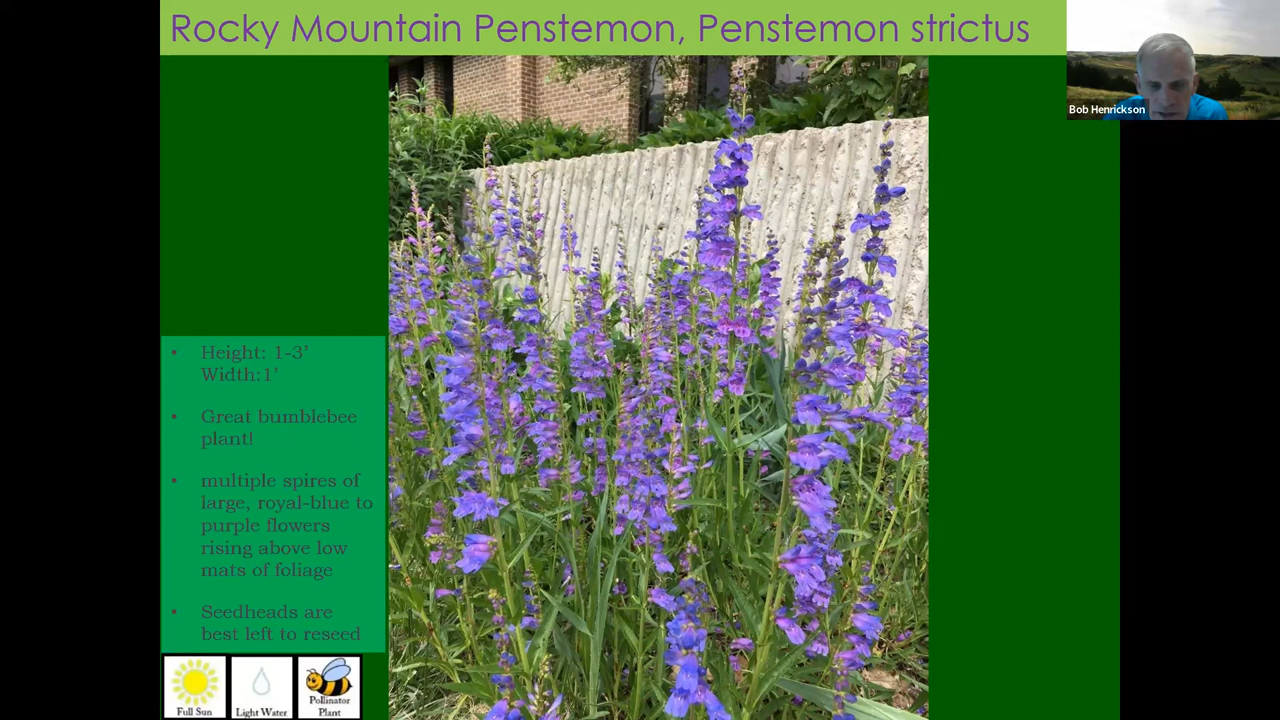 Rocky Mountain Penstemon, Penstemon strictus
Bob Henrickson
▪ Height: 1-3’
Width:1’
▪ Great bumblebee
plant!
▪ multiple spires of
large, royal-blue to
purple flowers
rising above low
mats of foliage
▪ Seedheads are
best left to reseed
Full Sun
Light Water
Pollinator
Plant